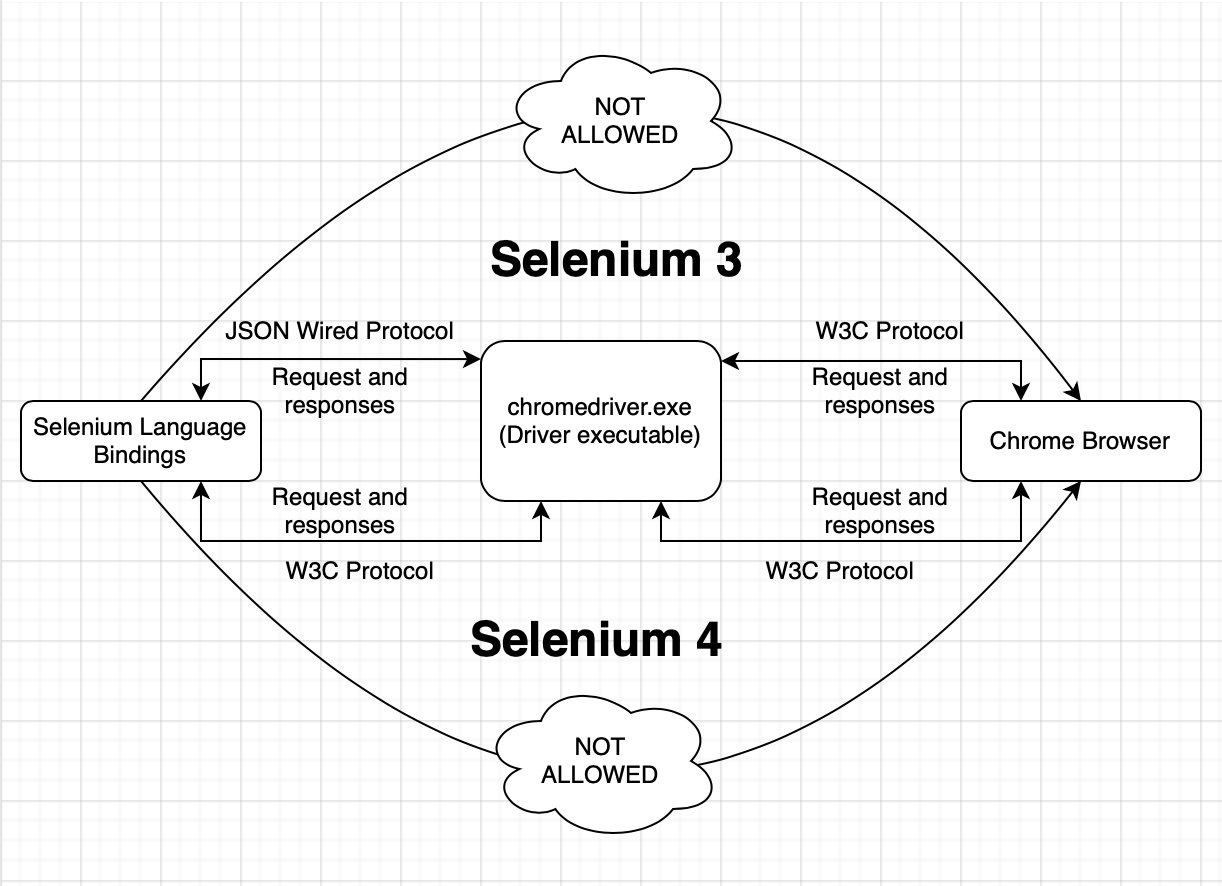 NOT
ALLOWED
Selenium 3
JSON Wired Protocol
W3C Protocol
Request and
responses
Request and
responses
Selenium Language
Bindings
chromedriver.exe
(Driver executable)
Chrome Browser
Request and
responses
Request and
responses
W3C Protocol
W3C Protocol
Selenium 4
NOT
ALLOWED